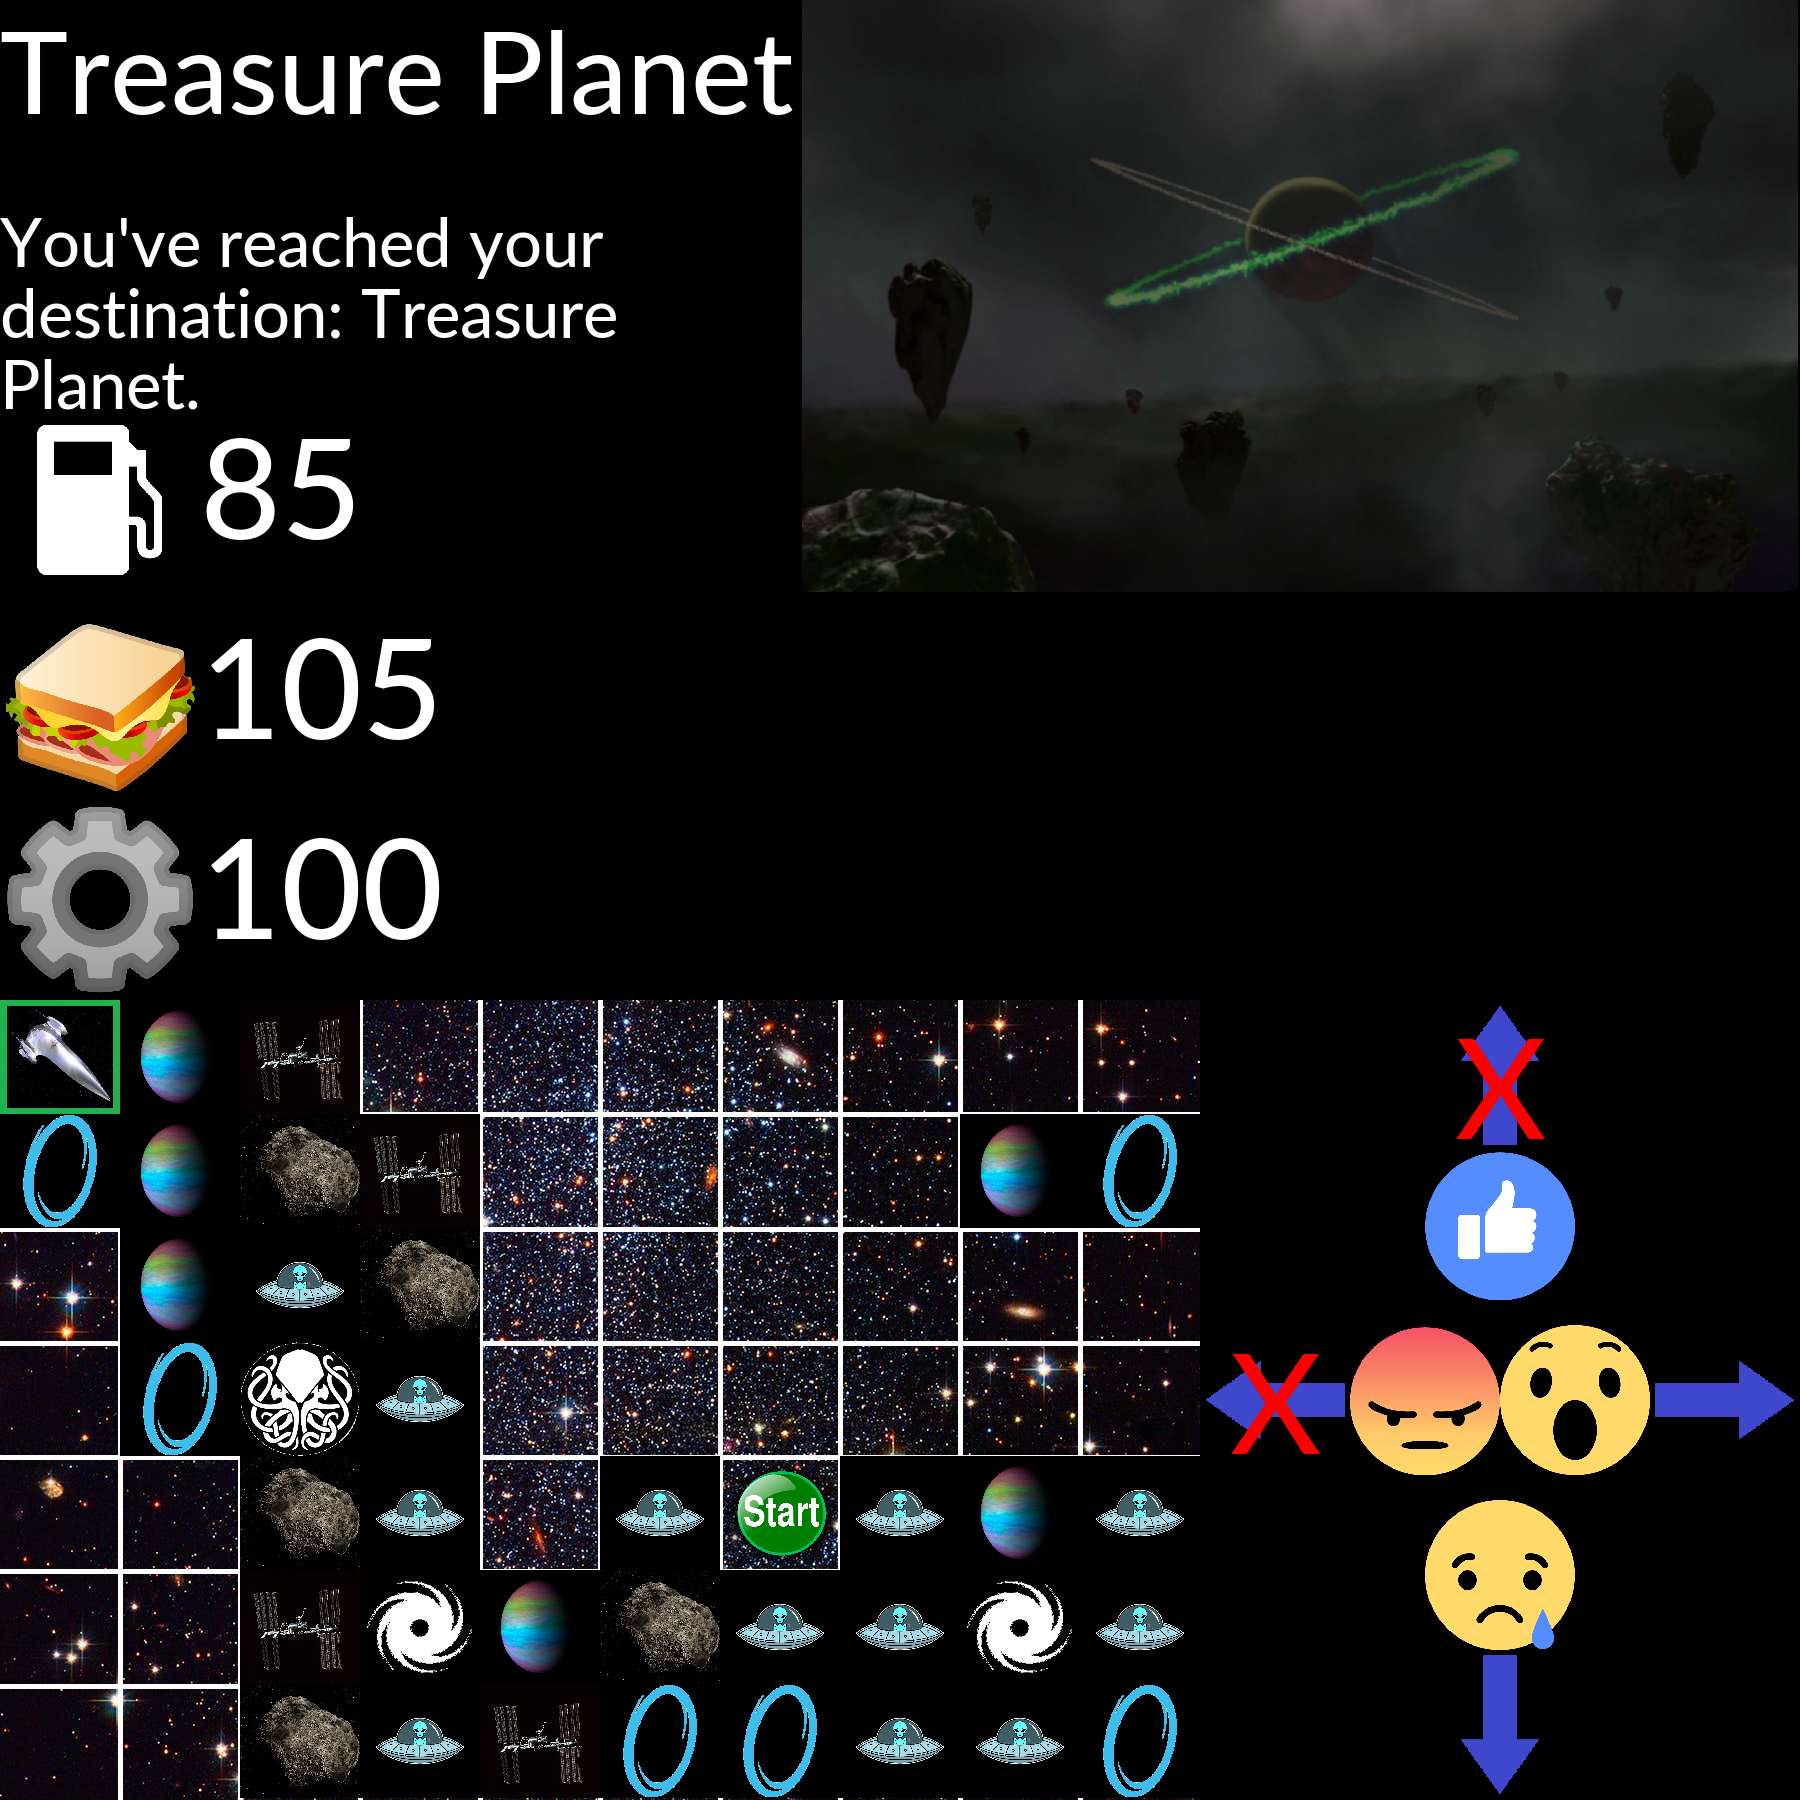 Treasure Planet
You've reached your
destination: Treasure
Planet.
85
105
100
X
X
Start